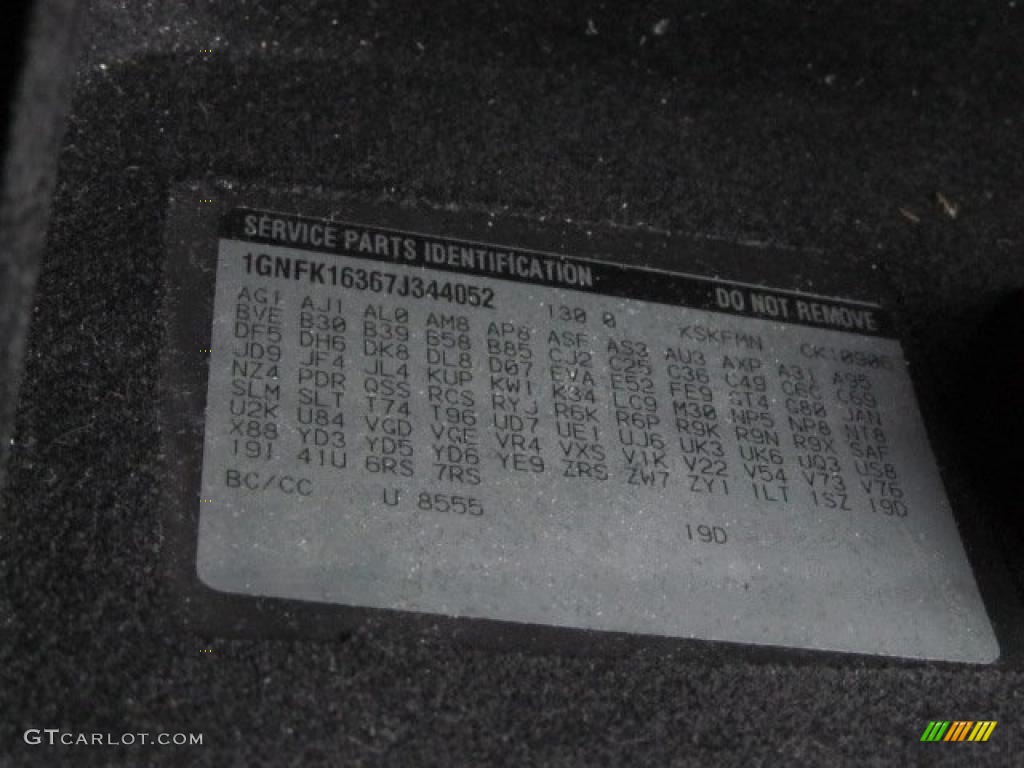 SERVICE PARTS IDENTIFICATION DO NOT REMOVE
1GNFK16367J344052 130 0 KSKFMN
AG1 AJ1 AL0 AM8 AP8 ASF AS3 AU3 AXP A31 A95
BVE B30 B39 6S8 B85 CJ2 C25 C36 C49 C6C C69
DF5 DH6 DK8 DL8 D07 EVA E52 FE9 GT4 G80 JAN
JD9 JF4 JL4 KUP KW1 K34 LC9 M30 NP5 NP8 NT8
NZ4 PDR QSS RCS RYJ R6K R6P R9K R9N R9X SAF
SLM SLT T74 T96 UD7 UE1 UJ6 UK3 UK6 UQ3 US8
U2K U84 VGD VGE VR4 VXS V1K V22 V54 V73 V76
X88 YD3 YD5 YD6 YE9 ZRS ZW7 ZY1 1LT 1SZ 19D
191 41U 6RS 7RS
BC/CC U 8555 19D
GTCARLOT.COM